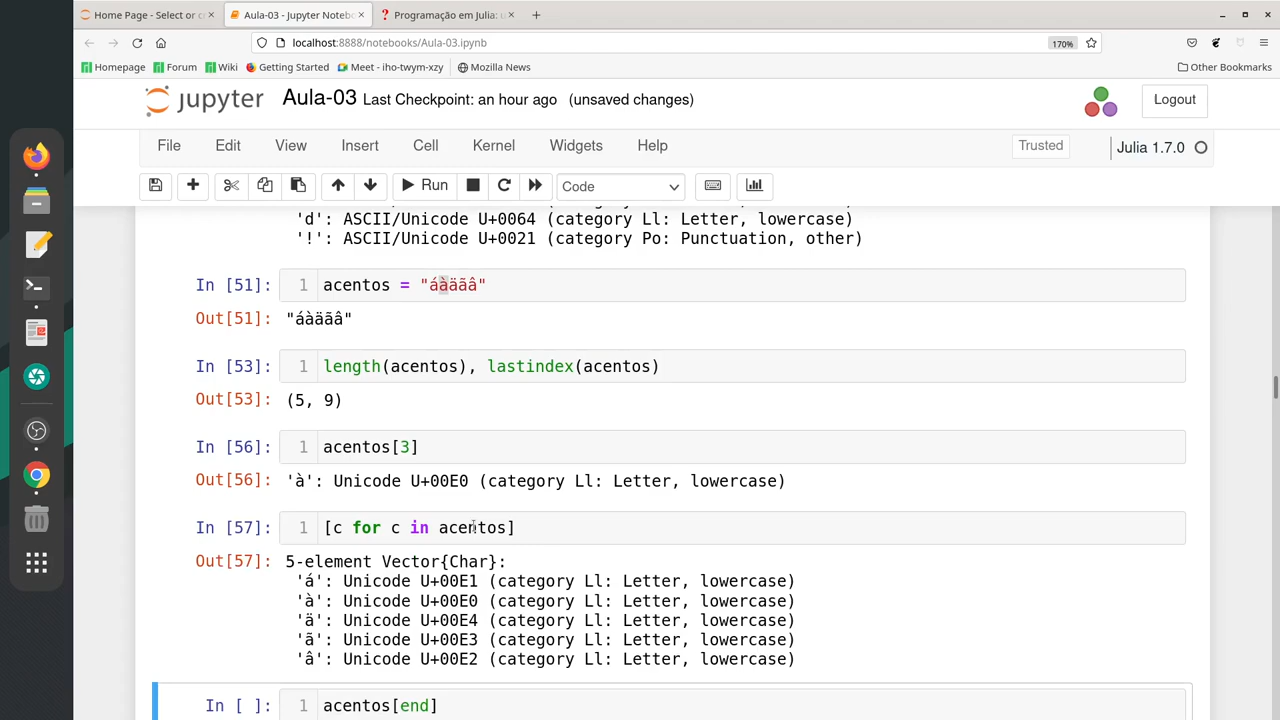 Home Page - Select or c
Aula-03 - Jupyter Notebo
Programação em Julia: u
localhost:8888/notebooks/Aula-03.ipynb
170%
Homepage
Forum
Wiki
Getting Started
Meet - iho-twym-xzy
Mozilla News
Other Bookmarks
jupyter
Aula-03 Last Checkpoint: an hour ago (unsaved changes)
Logout
File Edit View Insert Cell Kernel Widgets Help
Trusted
Julia 1.7.0
Run
Code
'd': ASCII/Unicode U+0064 (category Ll: Letter, lowercase)
'!': ASCII/Unicode U+0021 (category Po: Punctuation, other)
In [51]: 1 acentos = "áàäãâ"
Out[51]: "áàäãâ"
In [53]: 1 length(acentos), lastindex(acentos)
Out[53]: (5, 9)
In [56]: 1 acentos[3]
Out[56]: 'à': Unicode U+00E0 (category Ll: Letter, lowercase)
In [57]: 1 [c for c in acentos]
Out[57]: 5-element Vector{Char}:
'á': Unicode U+00E1 (category Ll: Letter, lowercase)
'à': Unicode U+00E0 (category Ll: Letter, lowercase)
'ä': Unicode U+00E4 (category Ll: Letter, lowercase)
'ã': Unicode U+00E3 (category Ll: Letter, lowercase)
'â': Unicode U+00E2 (category Ll: Letter, lowercase)
In [ ]: 1 acentos[end]